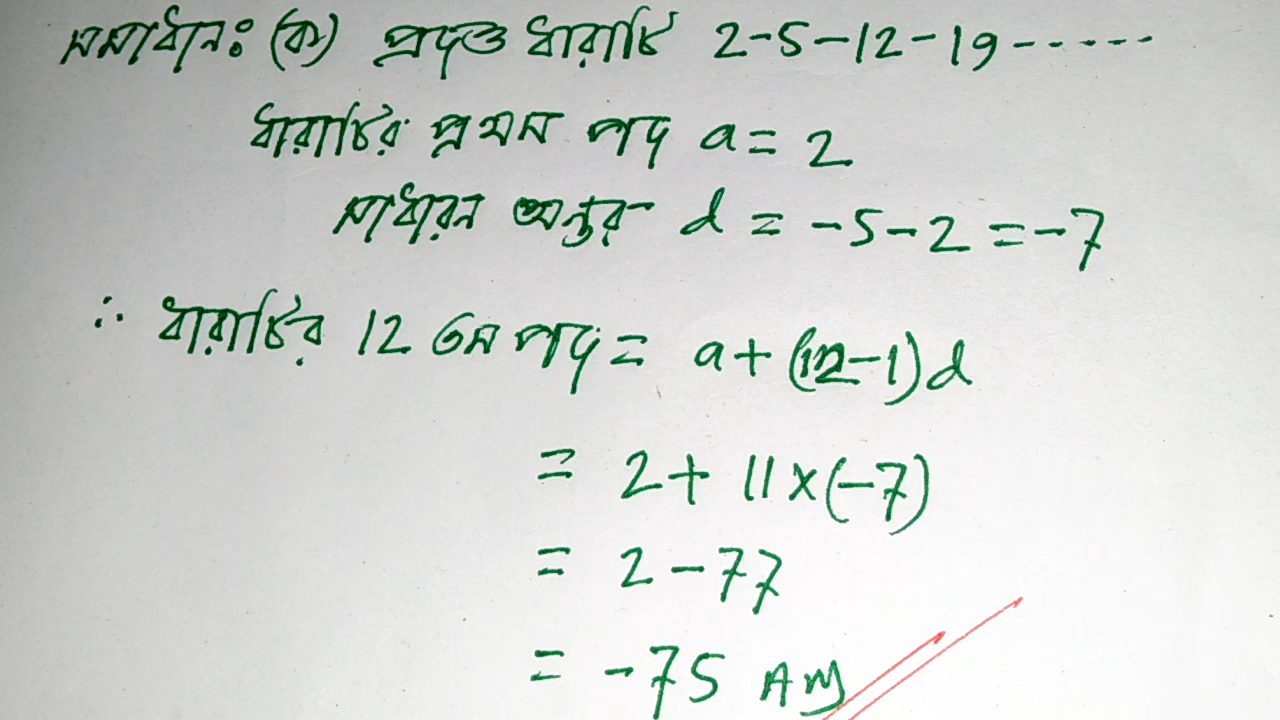 সমাধানঃ (ক) প্রদত্ত ধারাটি 2-5-12-19------
ধারাটির প্রথম পদ a = 2
সাধারন অন্তর d = -5-2 = -7
∴ ধারাটির 12 তম পদ = a + (12-1)d
= 2 + 11×(-7)
= 2 - 77
= -75 Ans